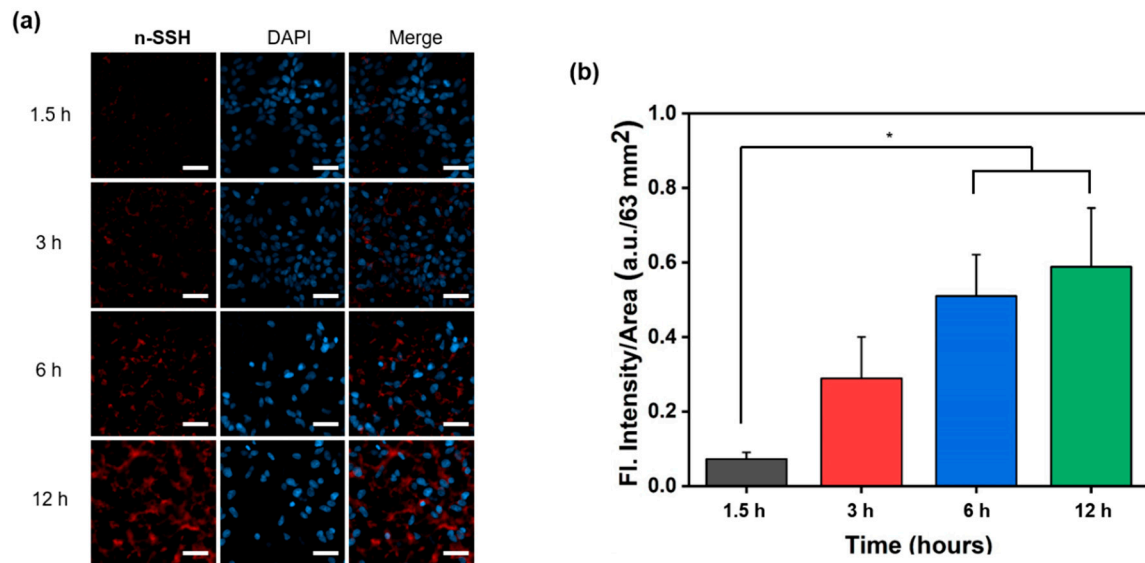 (a)
n-SSH DAPI Merge
1.5 h
3 h
6 h
12 h
(b)
Fl. Intensity/Area (a.u./63 mm²)
1.0
0.8
0.6
0.4
0.2
0.0
*
1.5 h 3 h 6 h 12 h
Time (hours)